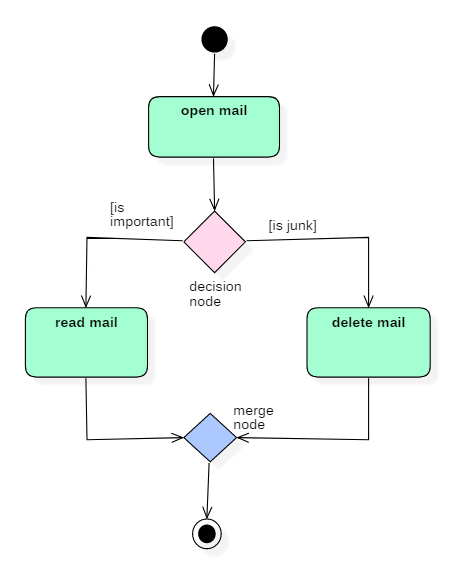 open mail
[is
important]
[is junk]
decision
node
read mail
delete mail
merge
node